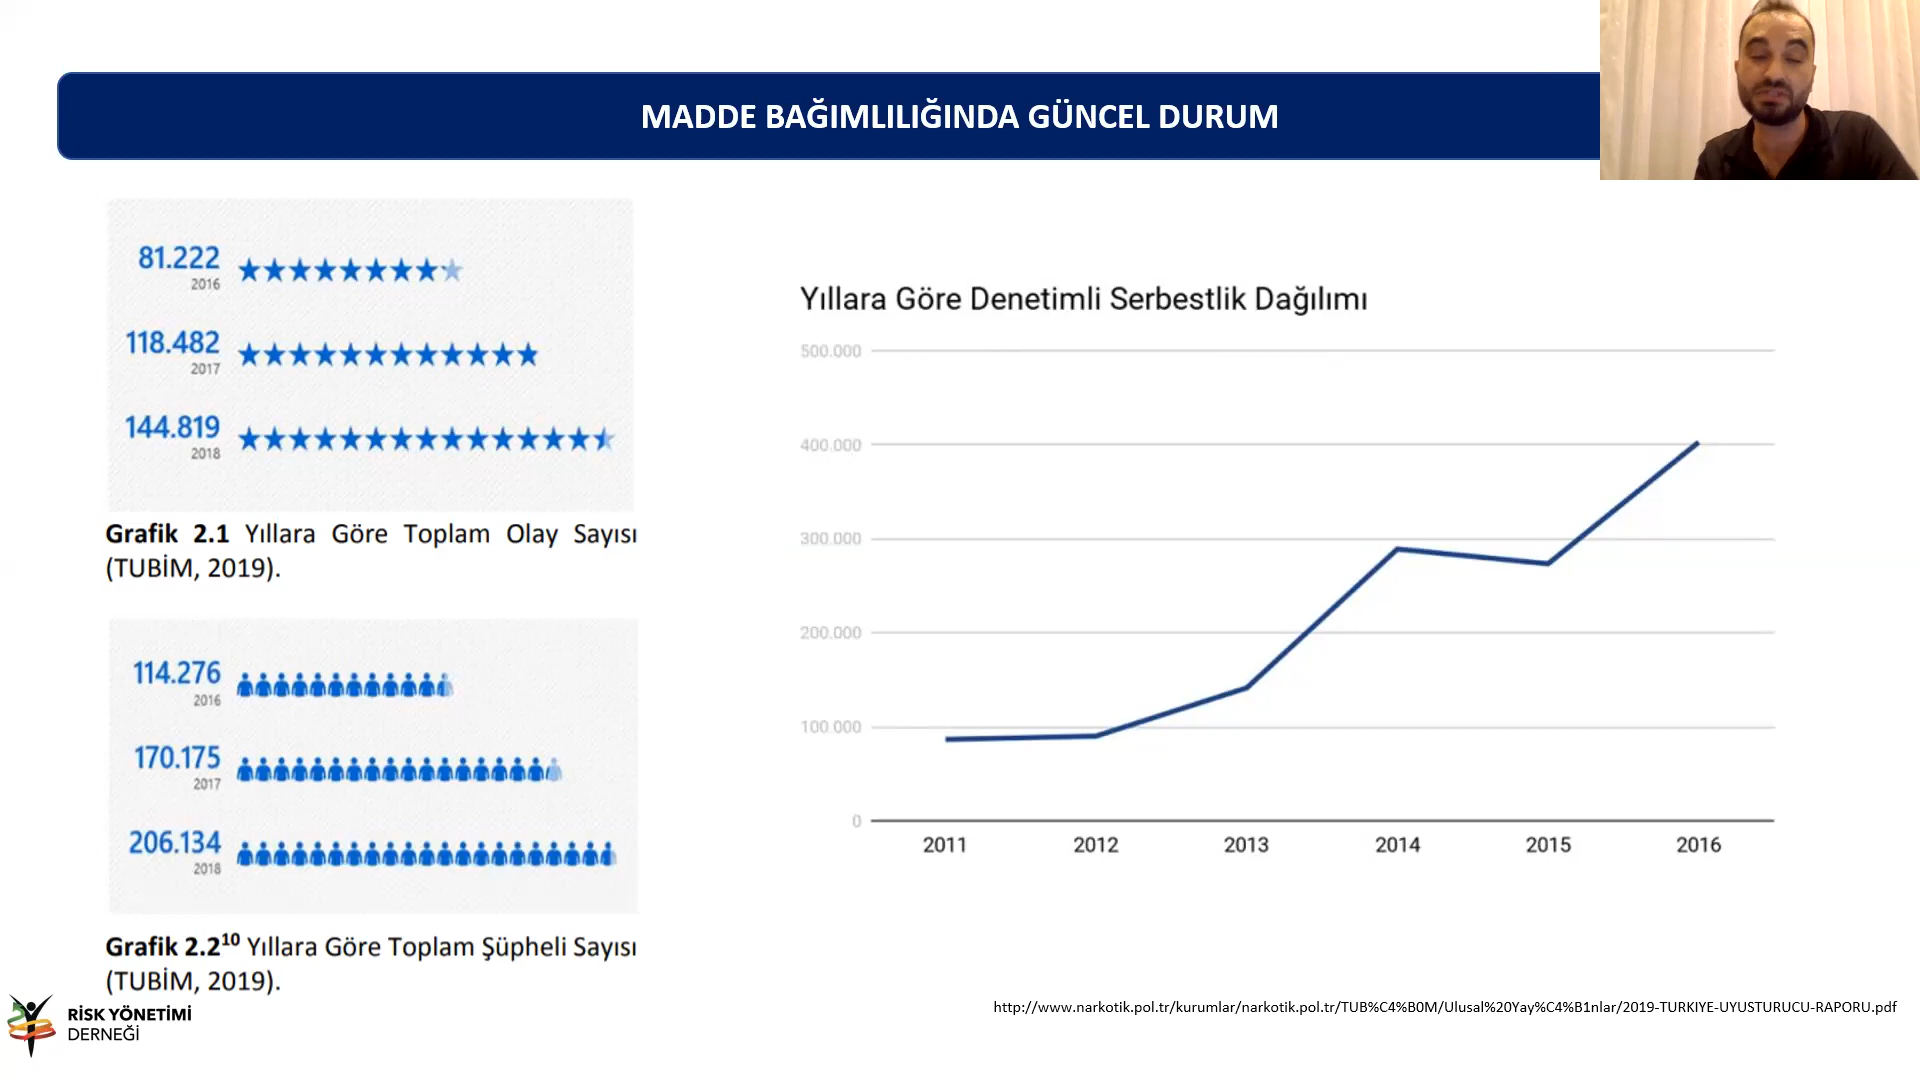 MADDE BAĞIMLILIĞINDA GÜNCEL DURUM
81.222
2016
118.482
2017
144.819
2018
Grafik 2.1 Yıllara Göre Toplam Olay Sayısı
(TUBİM, 2019).
114.276
2016
170.175
2017
206.134
2018
Grafik 2.2¹⁰ Yıllara Göre Toplam Şüpheli Sayısı
(TUBİM, 2019).
Yıllara Göre Denetimli Serbestlik Dağılımı
500.000
400.000
300.000
200.000
100.000
0
2011 2012 2013 2014 2015 2016
http://www.narkotik.pol.tr/kurumlar/narkotik.pol.tr/TUB%C4%B0M/Ulusal%20Yay%C4%B1nlar/2019-TURKIYE-UYUSTURUCU-RAPORU.pdf
RİSK YÖNETİMİ
DERNEĞİ